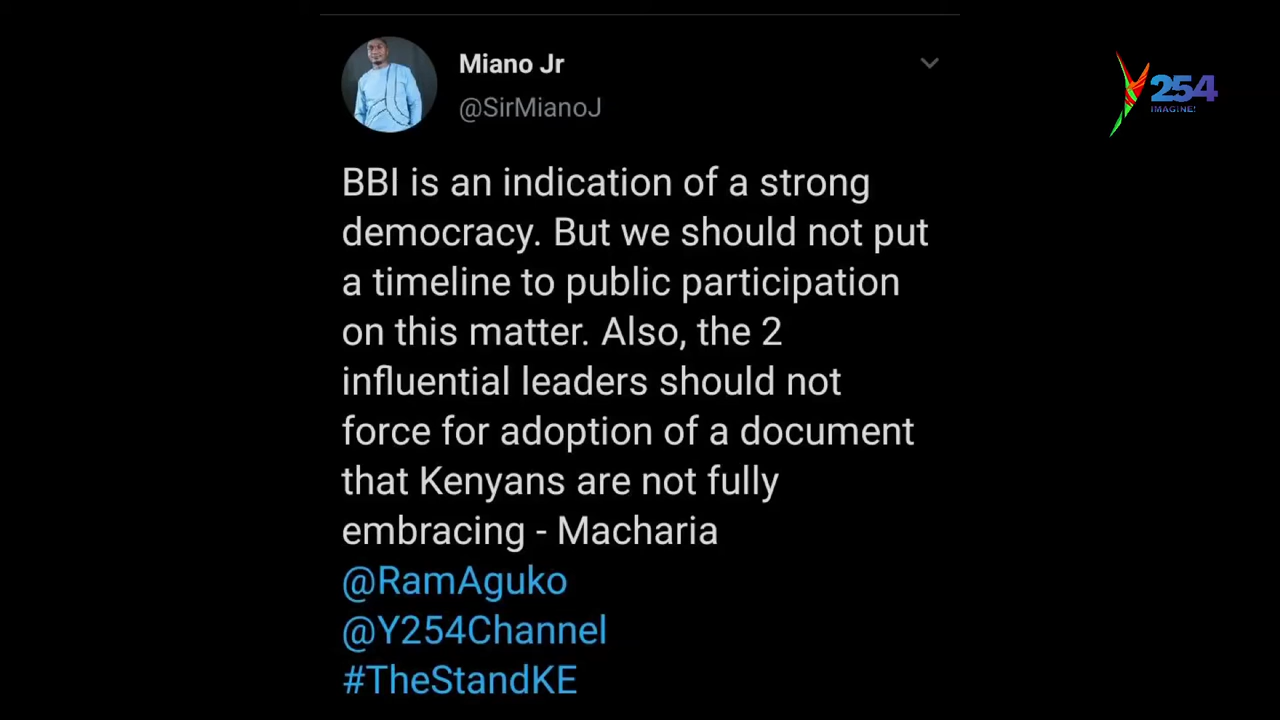 Miano Jr
@SirMianoJ
254
IMAGINE!
BBI is an indication of a strong
democracy. But we should not put
a timeline to public participation
on this matter. Also, the 2
influential leaders should not
force for adoption of a document
that Kenyans are not fully
embracing - Macharia
@RamAguko
@Y254Channel
#TheStandKE